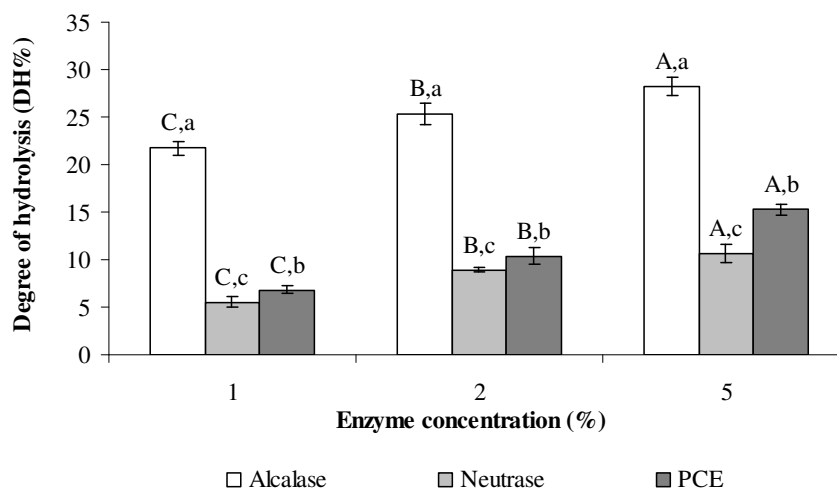 Degree of hydrolysis (DH%)
35
30
25
20
15
10
5
0
C,a
C,c
C,b
B,a
B,c
B,b
A,a
A,c
A,b
1 2 5
Enzyme concentration (%)
Alcalase Neutrase PCE